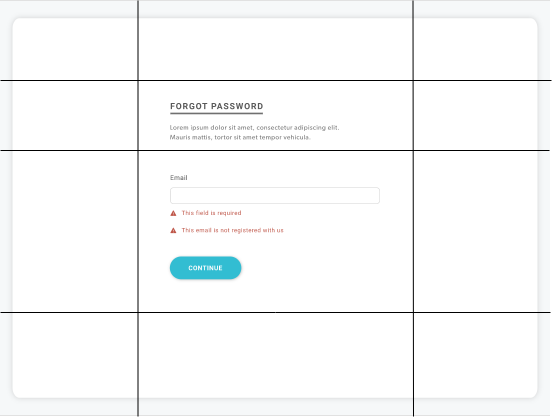 FORGOT PASSWORD
Lorem ipsum dolor sit amet, consectetur adipiscing elit.
Mauris mattis, tortor sit amet tempor vehicula.
Email
This field is required
This email is not registered with us
CONTINUE